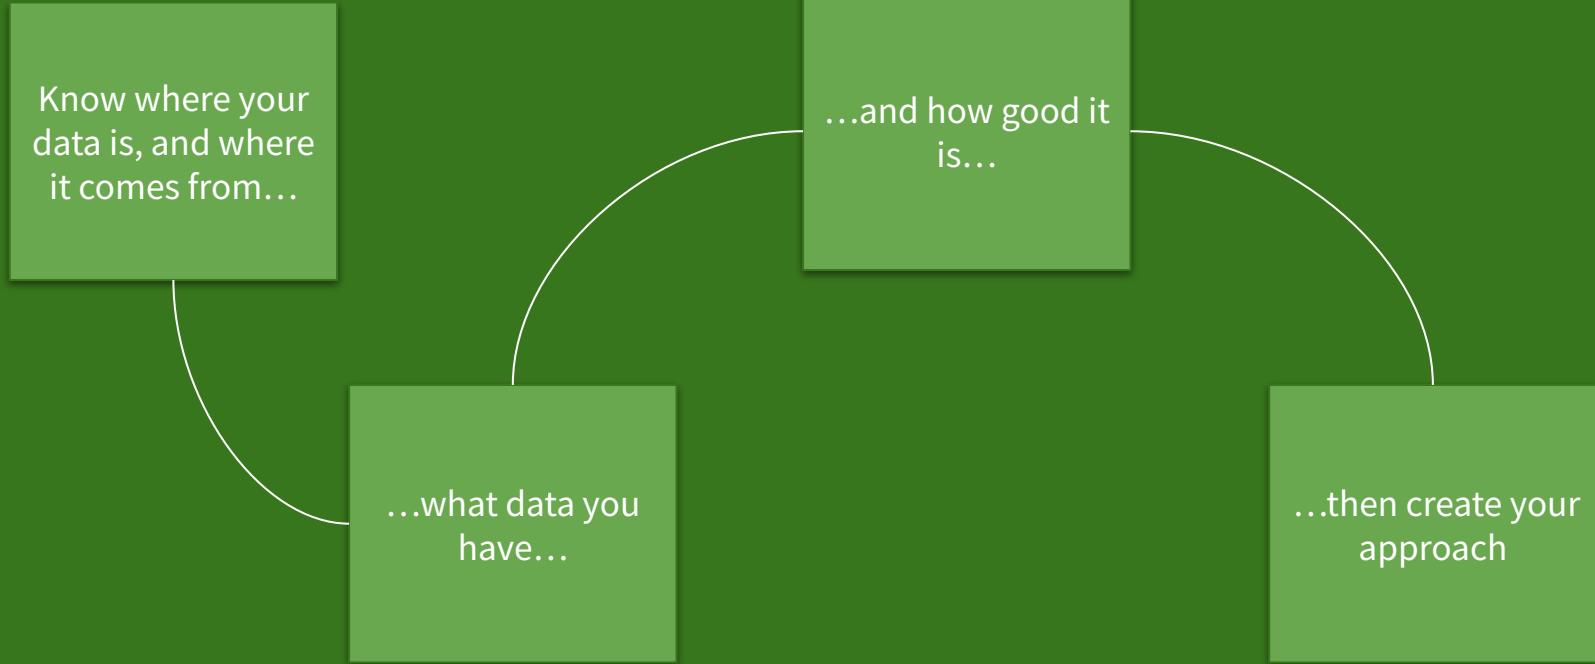 Know where your
data is, and where
it comes from…
…what data you
have…
…and how good it
is…
…then create your
approach